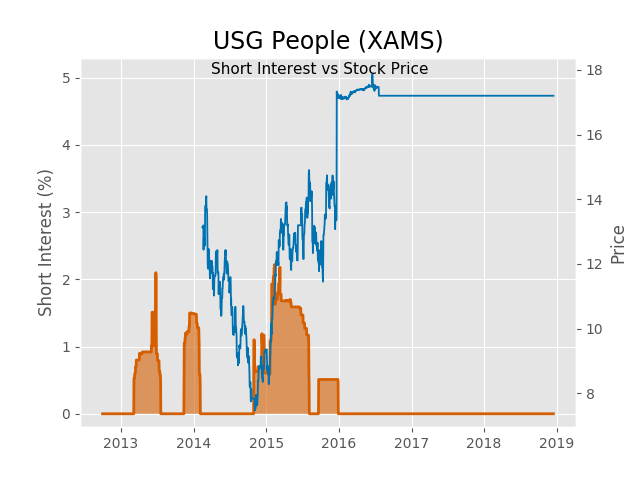 USG People (XAMS)
Short Interest vs Stock Price
Short Interest (%)
Price
5
4
3
2
1
0
18
16
14
12
10
8
2013 2014 2015 2016 2017 2018 2019